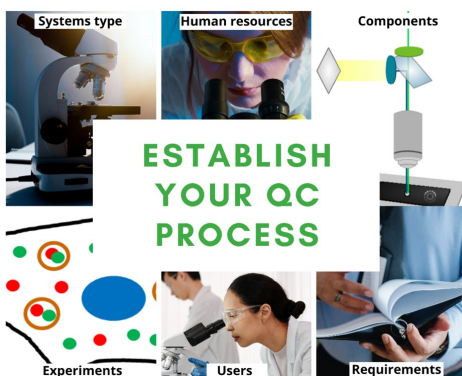 Systems type
Human resources
Components
ESTABLISH
YOUR QC
PROCESS
Experiments
Users
Requirements